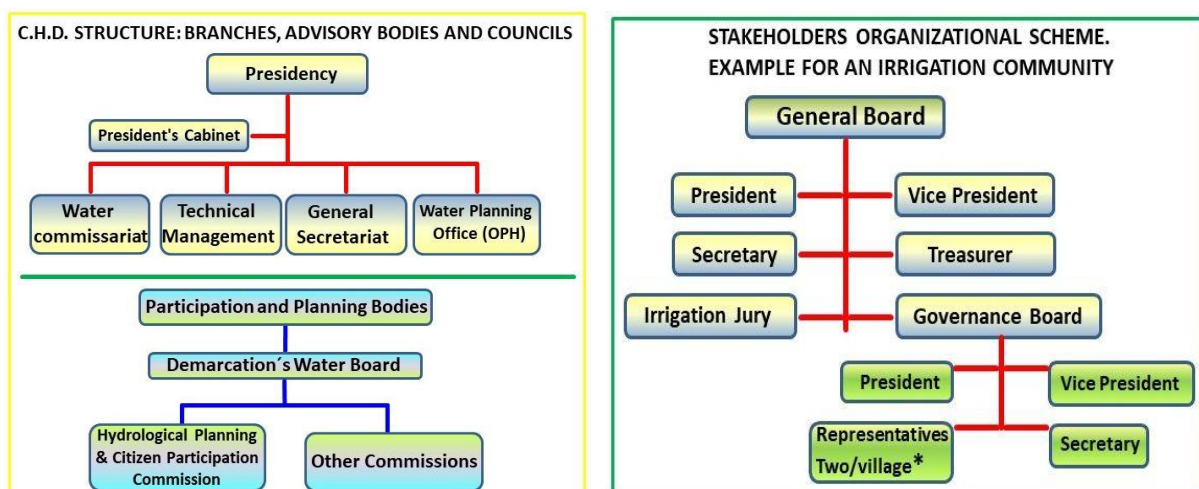 C.H.D. STRUCTURE: BRANCHES, ADVISORY BODIES AND COUNCILS
Presidency
President's Cabinet
Water
commissariat
Technical
Management
General
Secretariat
Water Planning
Office (OPH)
Participation and Planning Bodies
Demarcation´s Water Board
Hydrological Planning
& Citizen Participation
Commission
Other Commissions
STAKEHOLDERS ORGANIZATIONAL SCHEME.
EXAMPLE FOR AN IRRIGATION COMMUNITY
General Board
President
Vice President
Secretary
Treasurer
Irrigation Jury
Governance Board
President
Vice President
Representatives
Two/village*
Secretary